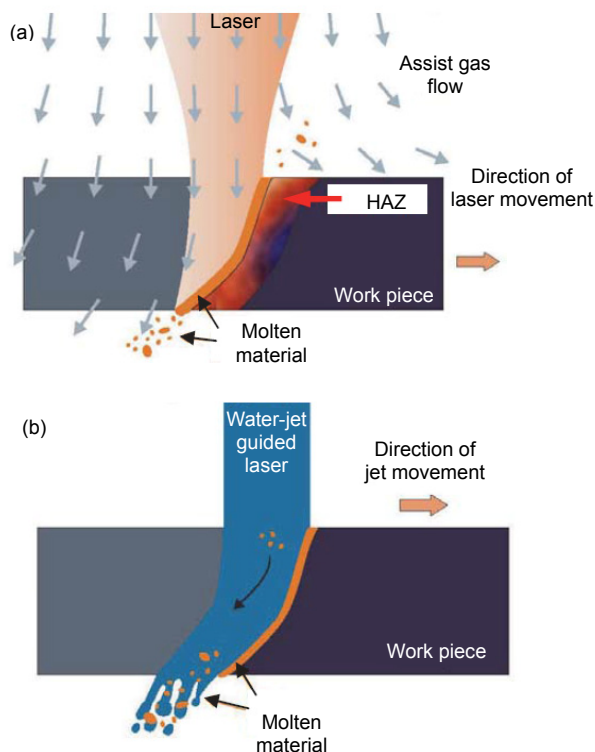 (a)
Laser
Assist gas
flow
Direction of
laser movement
HAZ
Work piece
Molten
material
(b)
Water-jet
guided
laser
Direction of
jet movement
Work piece
Molten
material